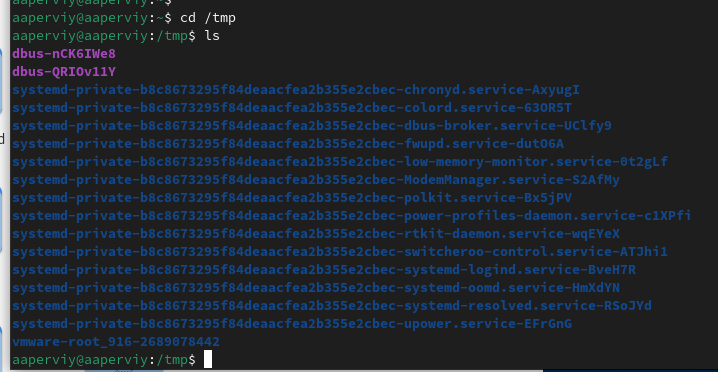 aaperviy@aaperviy:~$
aaperviy@aaperviy:~$ cd /tmp
aaperviy@aaperviy:/tmp$ ls
dbus-nCK6IWe8
dbus-QRIOv11Y
systemd-private-b8c8673295f84deaacfea2b355e2cbec-chronyd.service-AxyugI
systemd-private-b8c8673295f84deaacfea2b355e2cbec-colord.service-G3OR5T
systemd-private-b8c8673295f84deaacfea2b355e2cbec-dbus-broker.service-UClfy9
systemd-private-b8c8673295f84deaacfea2b355e2cbec-fwupd.service-dutO6A
systemd-private-b8c8673295f84deaacfea2b355e2cbec-low-memory-monitor.service-0t2gLf
systemd-private-b8c8673295f84deaacfea2b355e2cbec-ModemManager.service-S2AfMy
systemd-private-b8c8673295f84deaacfea2b355e2cbec-polkit.service-Bx5jPV
systemd-private-b8c8673295f84deaacfea2b355e2cbec-power-profiles-daemon.service-c1XPfi
systemd-private-b8c8673295f84deaacfea2b355e2cbec-rtkit-daemon.service-wqEYeX
systemd-private-b8c8673295f84deaacfea2b355e2cbec-switcheroo-control.service-ATJhi1
systemd-private-b8c8673295f84deaacfea2b355e2cbec-systemd-logind.service-BveH7R
systemd-private-b8c8673295f84deaacfea2b355e2cbec-systemd-oomd.service-HmXdYN
systemd-private-b8c8673295f84deaacfea2b355e2cbec-systemd-resolved.service-RSoJYd
systemd-private-b8c8673295f84deaacfea2b355e2cbec-upower.service-EFrGnG
vmware-root_916-2689078442
aaperviy@aaperviy:/tmp$